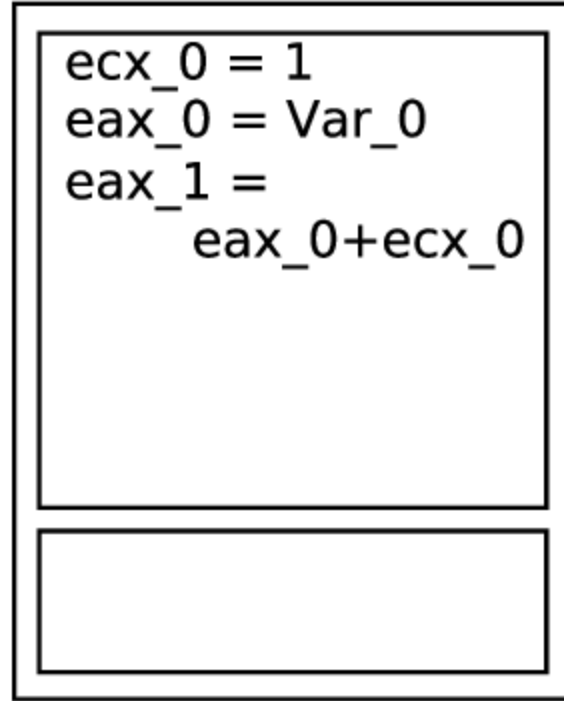 ecx_0 = 1
eax_0 = Var_0
eax_1 =
eax_0+ecx_0